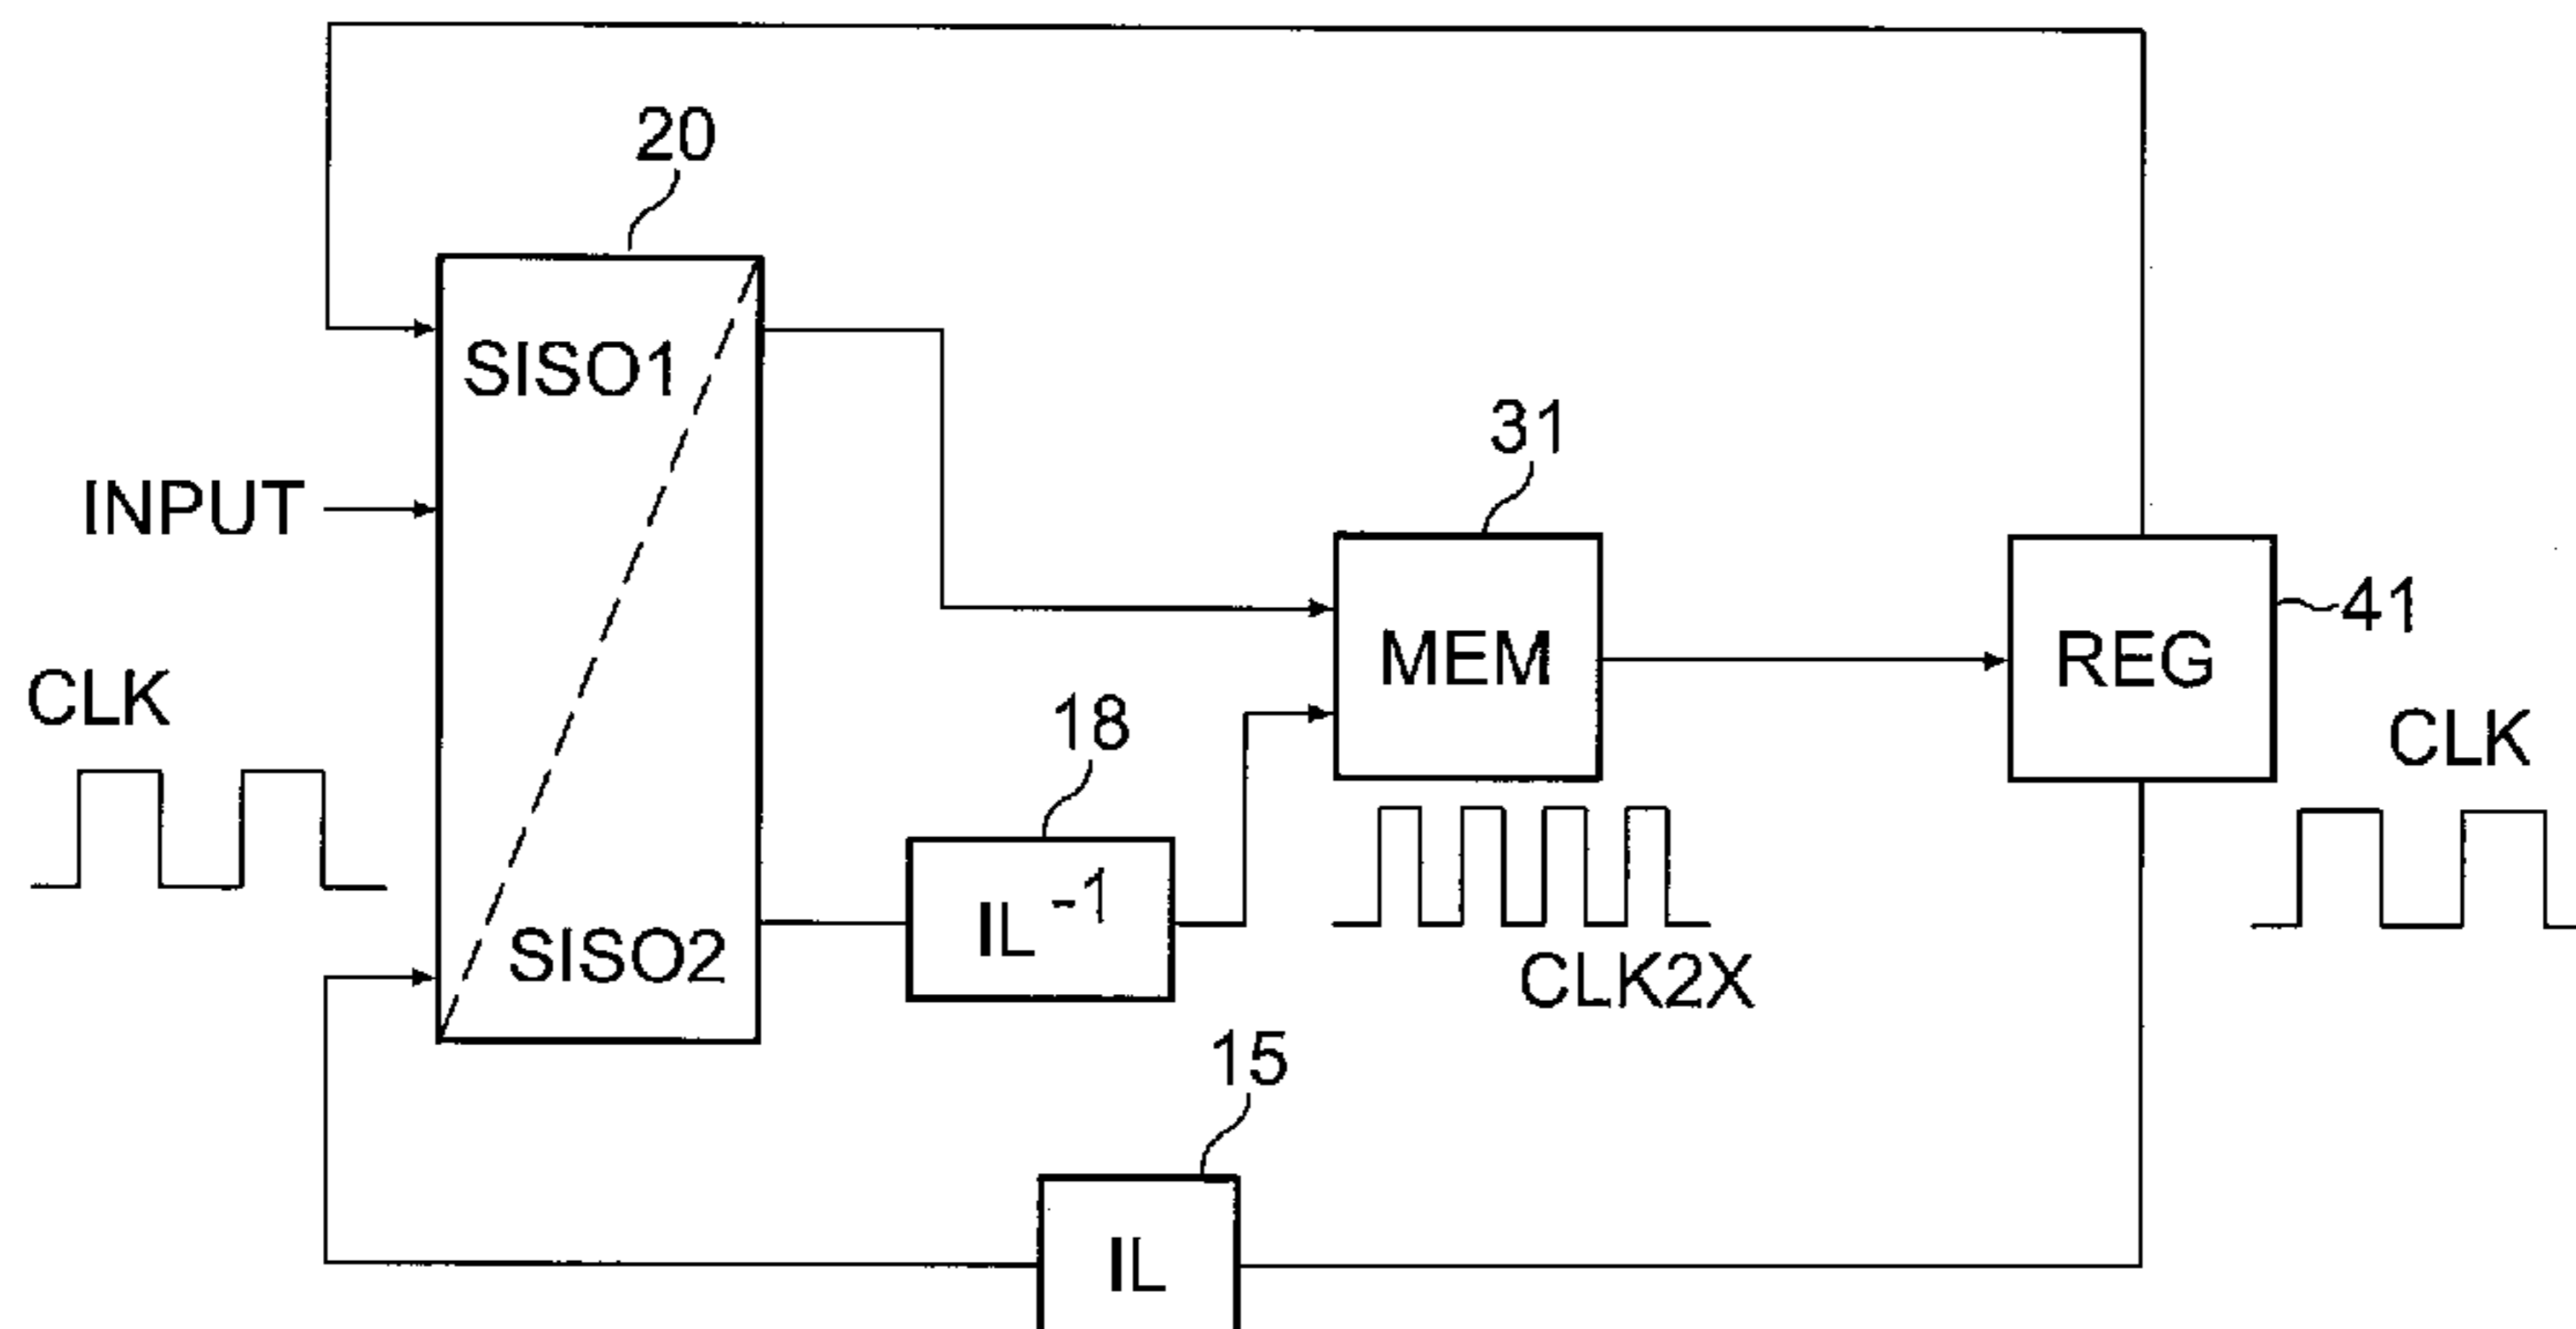 20
SISO1
31
INPUT
MEM
REG
41
CLK
18
CLK
IL -1
SISO2
CLK2X
15
IL